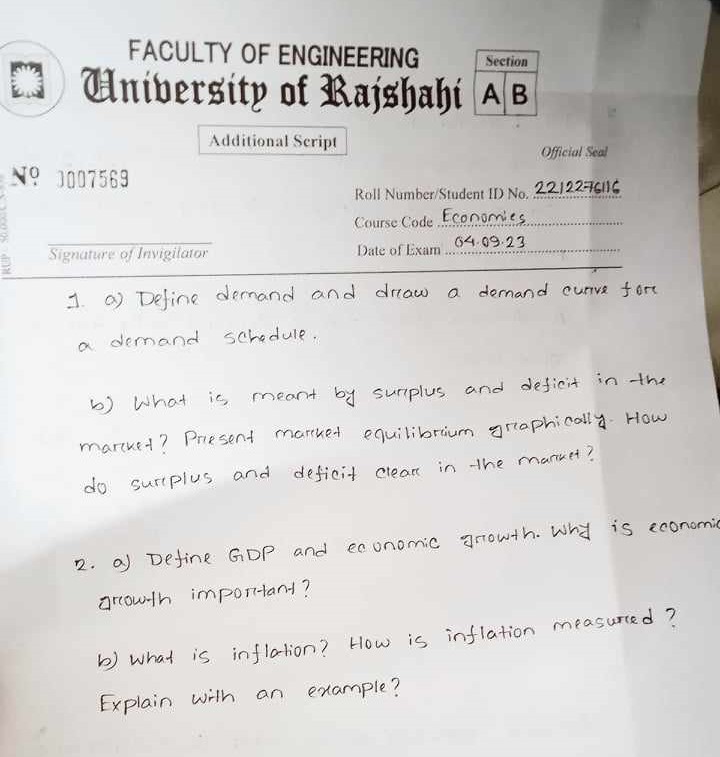 FACULTY OF ENGINEERING
University of Rajshahi
Section
A B
Additional Script
Official Seal
No 0007569
Roll Number/Student ID No. 2212276116
Course Code Economics
Signature of Invigilator
Date of Exam 04.09.23
1. a) Define demand and draw a demand curve for
a demand schedule.
b) What is meant by surplus and deficit in the
market? Present market equilibrium graphically. How
do surplus and deficit clear in the market?
2. a) Define GDP and economic growth. Why is economic
growth important?
b) What is inflation? How is inflation measured?
Explain with an example?